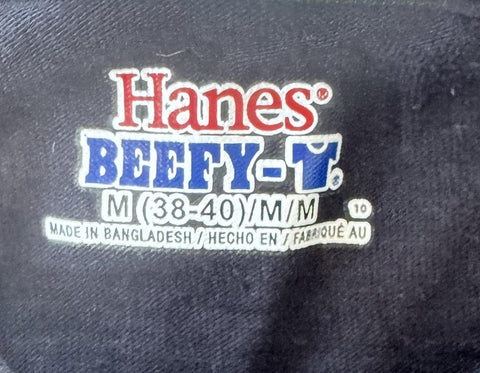 Hanes®
BEEFY-T®
M (38-40)/M/M 10
MADE IN BANGLADESH / HECHO EN / FABRIQUÉ AU